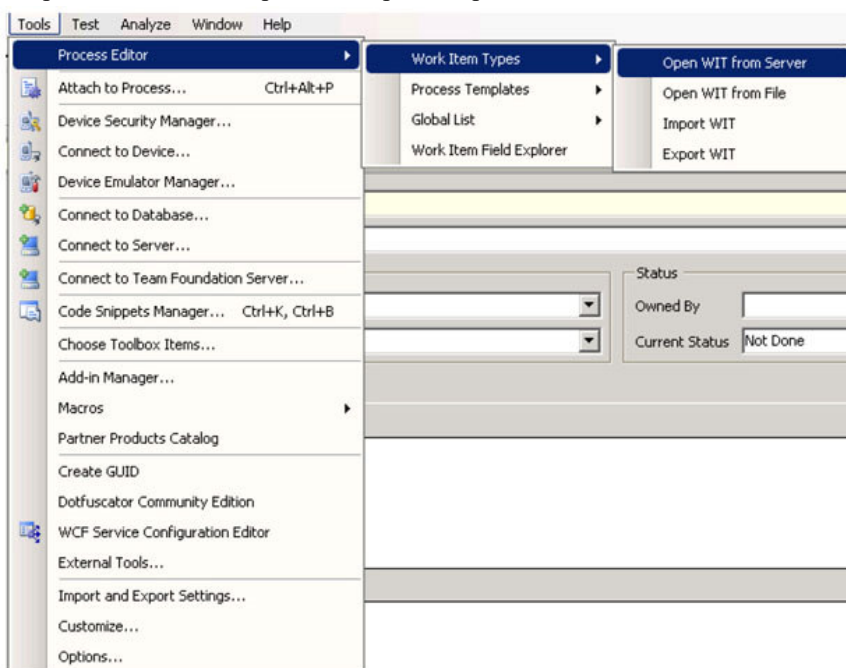 Tools Test Analyze Window Help
Process Editor
Attach to Process... Ctrl+Alt+P
Device Security Manager...
Connect to Device...
Device Emulator Manager...
Connect to Database...
Connect to Server...
Connect to Team Foundation Server...
Code Snippets Manager... Ctrl+K, Ctrl+B
Choose Toolbox Items...
Add-in Manager...
Macros
Partner Products Catalog
Create GUID
Dotfuscator Community Edition
WCF Service Configuration Editor
External Tools...
Import and Export Settings...
Customize...
Options...
Work Item Types
Process Templates
Global List
Work Item Field Explorer
Open WIT from Server
Open WIT from File
Import WIT
Export WIT
Status
Owned By
Current Status Not Done